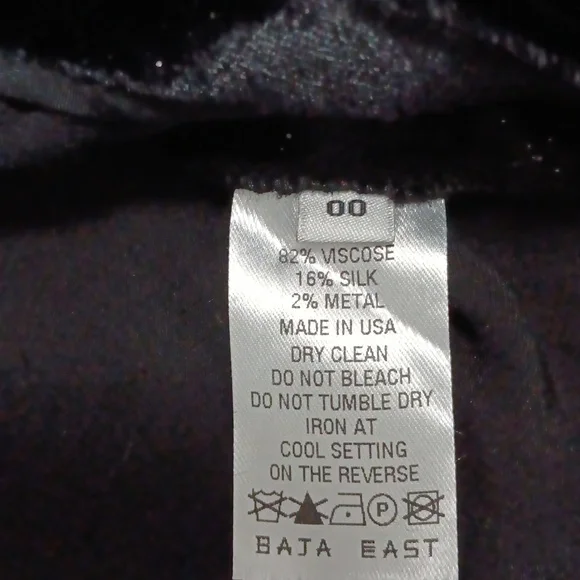 00
82% VISCOSE
16% SILK
2% METAL
MADE IN USA
DRY CLEAN
DO NOT BLEACH
DO NOT TUMBLE DRY
IRON AT
COOL SETTING
ON THE REVERSE
P
BAJA EAST